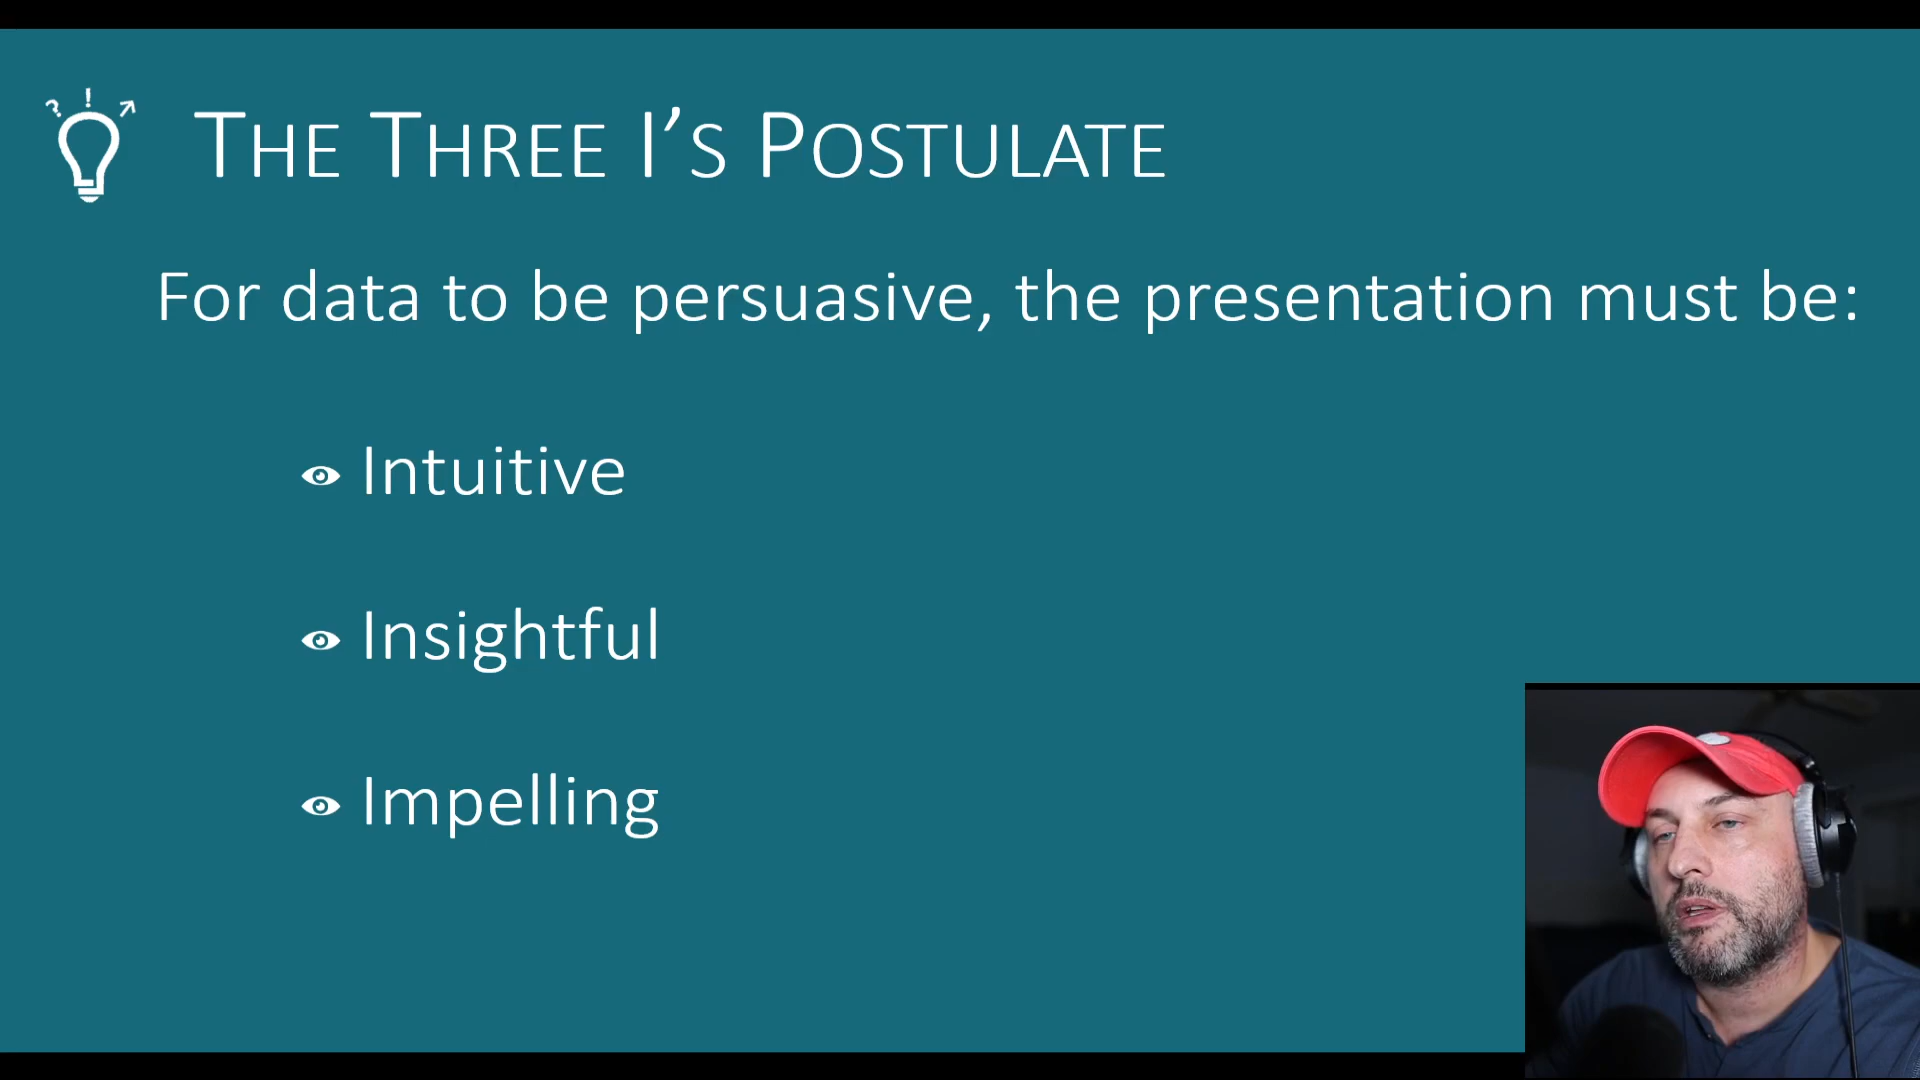 The Three I’s Postulate
For data to be persuasive, the presentation must be:
Intuitive
Insightful
Impelling